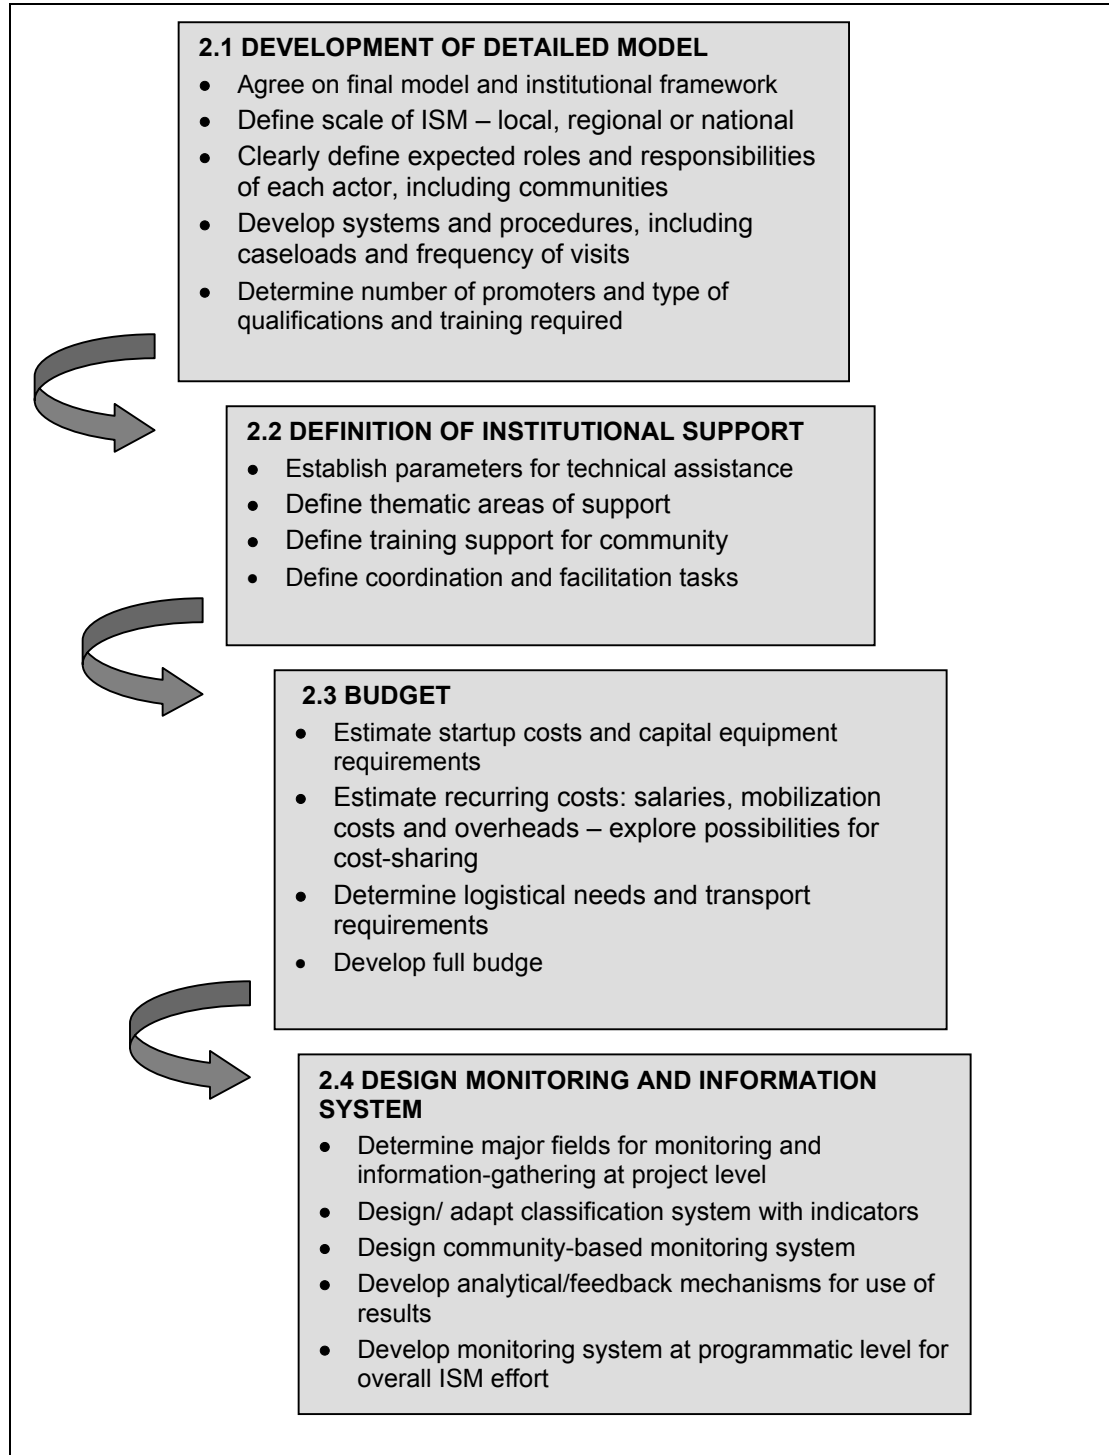 2.1 DEVELOPMENT OF DETAILED MODEL
• Agree on final model and institutional framework
• Define scale of ISM – local, regional or national
• Clearly define expected roles and responsibilities
of each actor, including communities
• Develop systems and procedures, including
caseloads and frequency of visits
• Determine number of promoters and type of
qualifications and training required
2.2 DEFINITION OF INSTITUTIONAL SUPPORT
• Establish parameters for technical assistance
• Define thematic areas of support
• Define training support for community
• Define coordination and facilitation tasks
2.3 BUDGET
• Estimate startup costs and capital equipment
requirements
• Estimate recurring costs: salaries, mobilization
costs and overheads – explore possibilities for
cost-sharing
• Determine logistical needs and transport
requirements
• Develop full budge
2.4 DESIGN MONITORING AND INFORMATION
SYSTEM
• Determine major fields for monitoring and
information-gathering at project level
• Design/ adapt classification system with indicators
• Design community-based monitoring system
• Develop analytical/feedback mechanisms for use of
results
• Develop monitoring system at programmatic level for
overall ISM effort